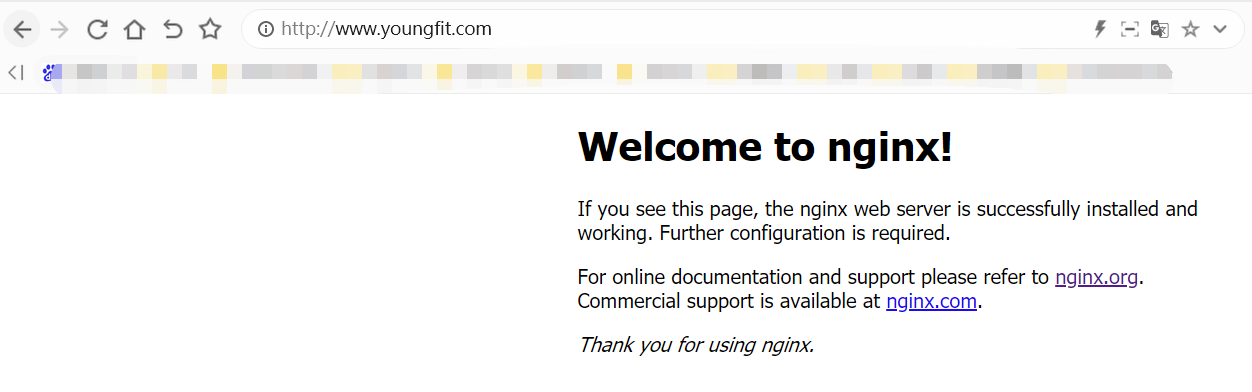 http://www.youngfit.com
Welcome to nginx!
If you see this page, the nginx web server is successfully installed and
working. Further configuration is required.
For online documentation and support please refer to nginx.org.
Commercial support is available at nginx.com.
Thank you for using nginx.